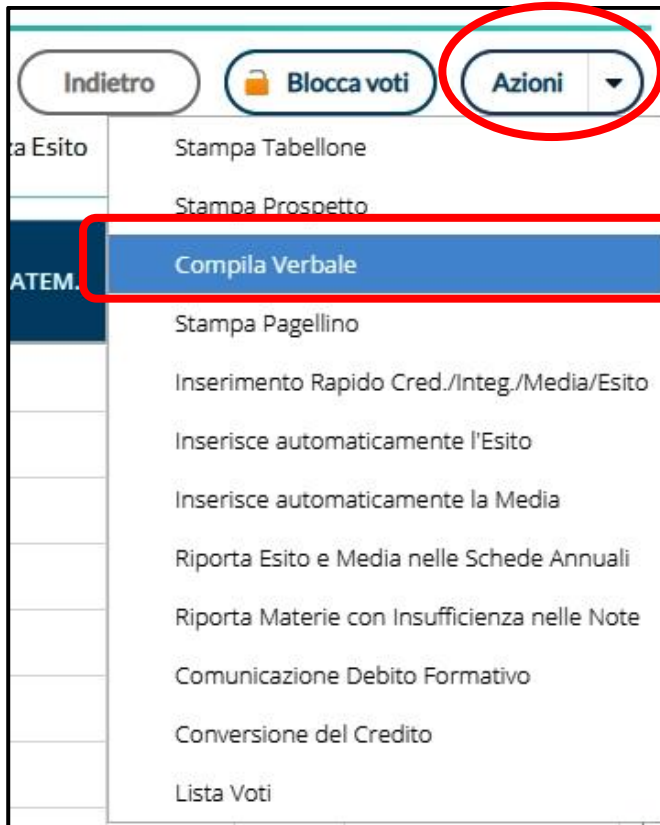 Indietro Blocca voti Azioni
Esito
Stampa Tabellone
Stampa Prospetto
Compila Verbale
ATEM.
Stampa Pagellino
Inserimento Rapido Cred./Integ./Media/Esito
Inserisce automaticamente l'Esito
Inserisce automaticamente la Media
Riporta Esito e Media nelle Schede Annuali
Riporta Materie con Insufficienza nelle Note
Comunicazione Debito Formativo
Conversione del Credito
Lista Voti